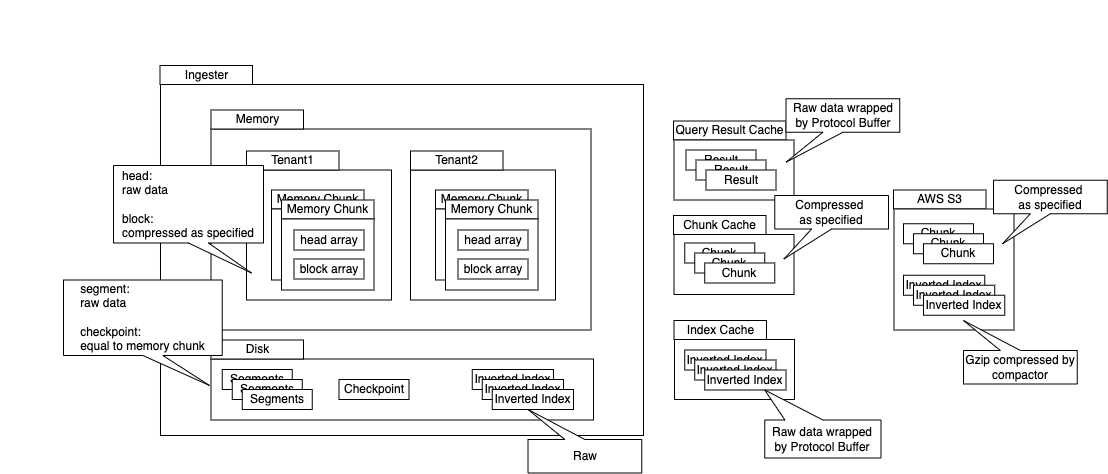 Ingester
Memory
Tenant1
Memory Chunk
Memory Chunk
head array
block array
Tenant2
Memory Chunk
Memory Chunk
head array
block array
head:
raw data
block:
compressed as specified
segment:
raw data
checkpoint:
equal to memory chunk
Disk
Segments
Segments
Segments
Checkpoint
Inverted Index
Inverted Index
Inverted Index
Raw
Query Result Cache
Result
Result
Result
Raw data wrapped
by Protocol Buffer
Chunk Cache
Chunk
Chunk
Chunk
Compressed
as specified
Index Cache
Inverted Index
Inverted Index
Inverted Index
Raw data wrapped
by Protocol Buffer
AWS S3
Chunk
Chunk
Chunk
Inverted Index
Inverted Index
Inverted Index
Compressed
as specified
Gzip compressed by
compactor